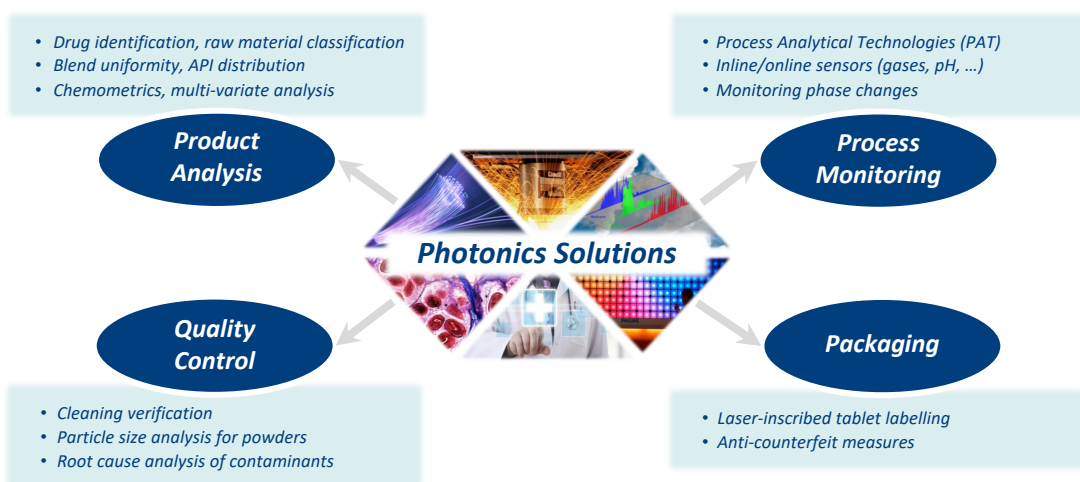 • Drug identification, raw material classification
• Blend uniformity, API distribution
• Chemometrics, multi-variate analysis
Product
Analysis
• Process Analytical Technologies (PAT)
• Inline/online sensors (gases, pH, ...)
• Monitoring phase changes
Process
Monitoring
Photonics Solutions
Quality
Control
• Cleaning verification
• Particle size analysis for powders
• Root cause analysis of contaminants
Packaging
• Laser-inscribed tablet labelling
• Anti-counterfeit measures
PHILIPS